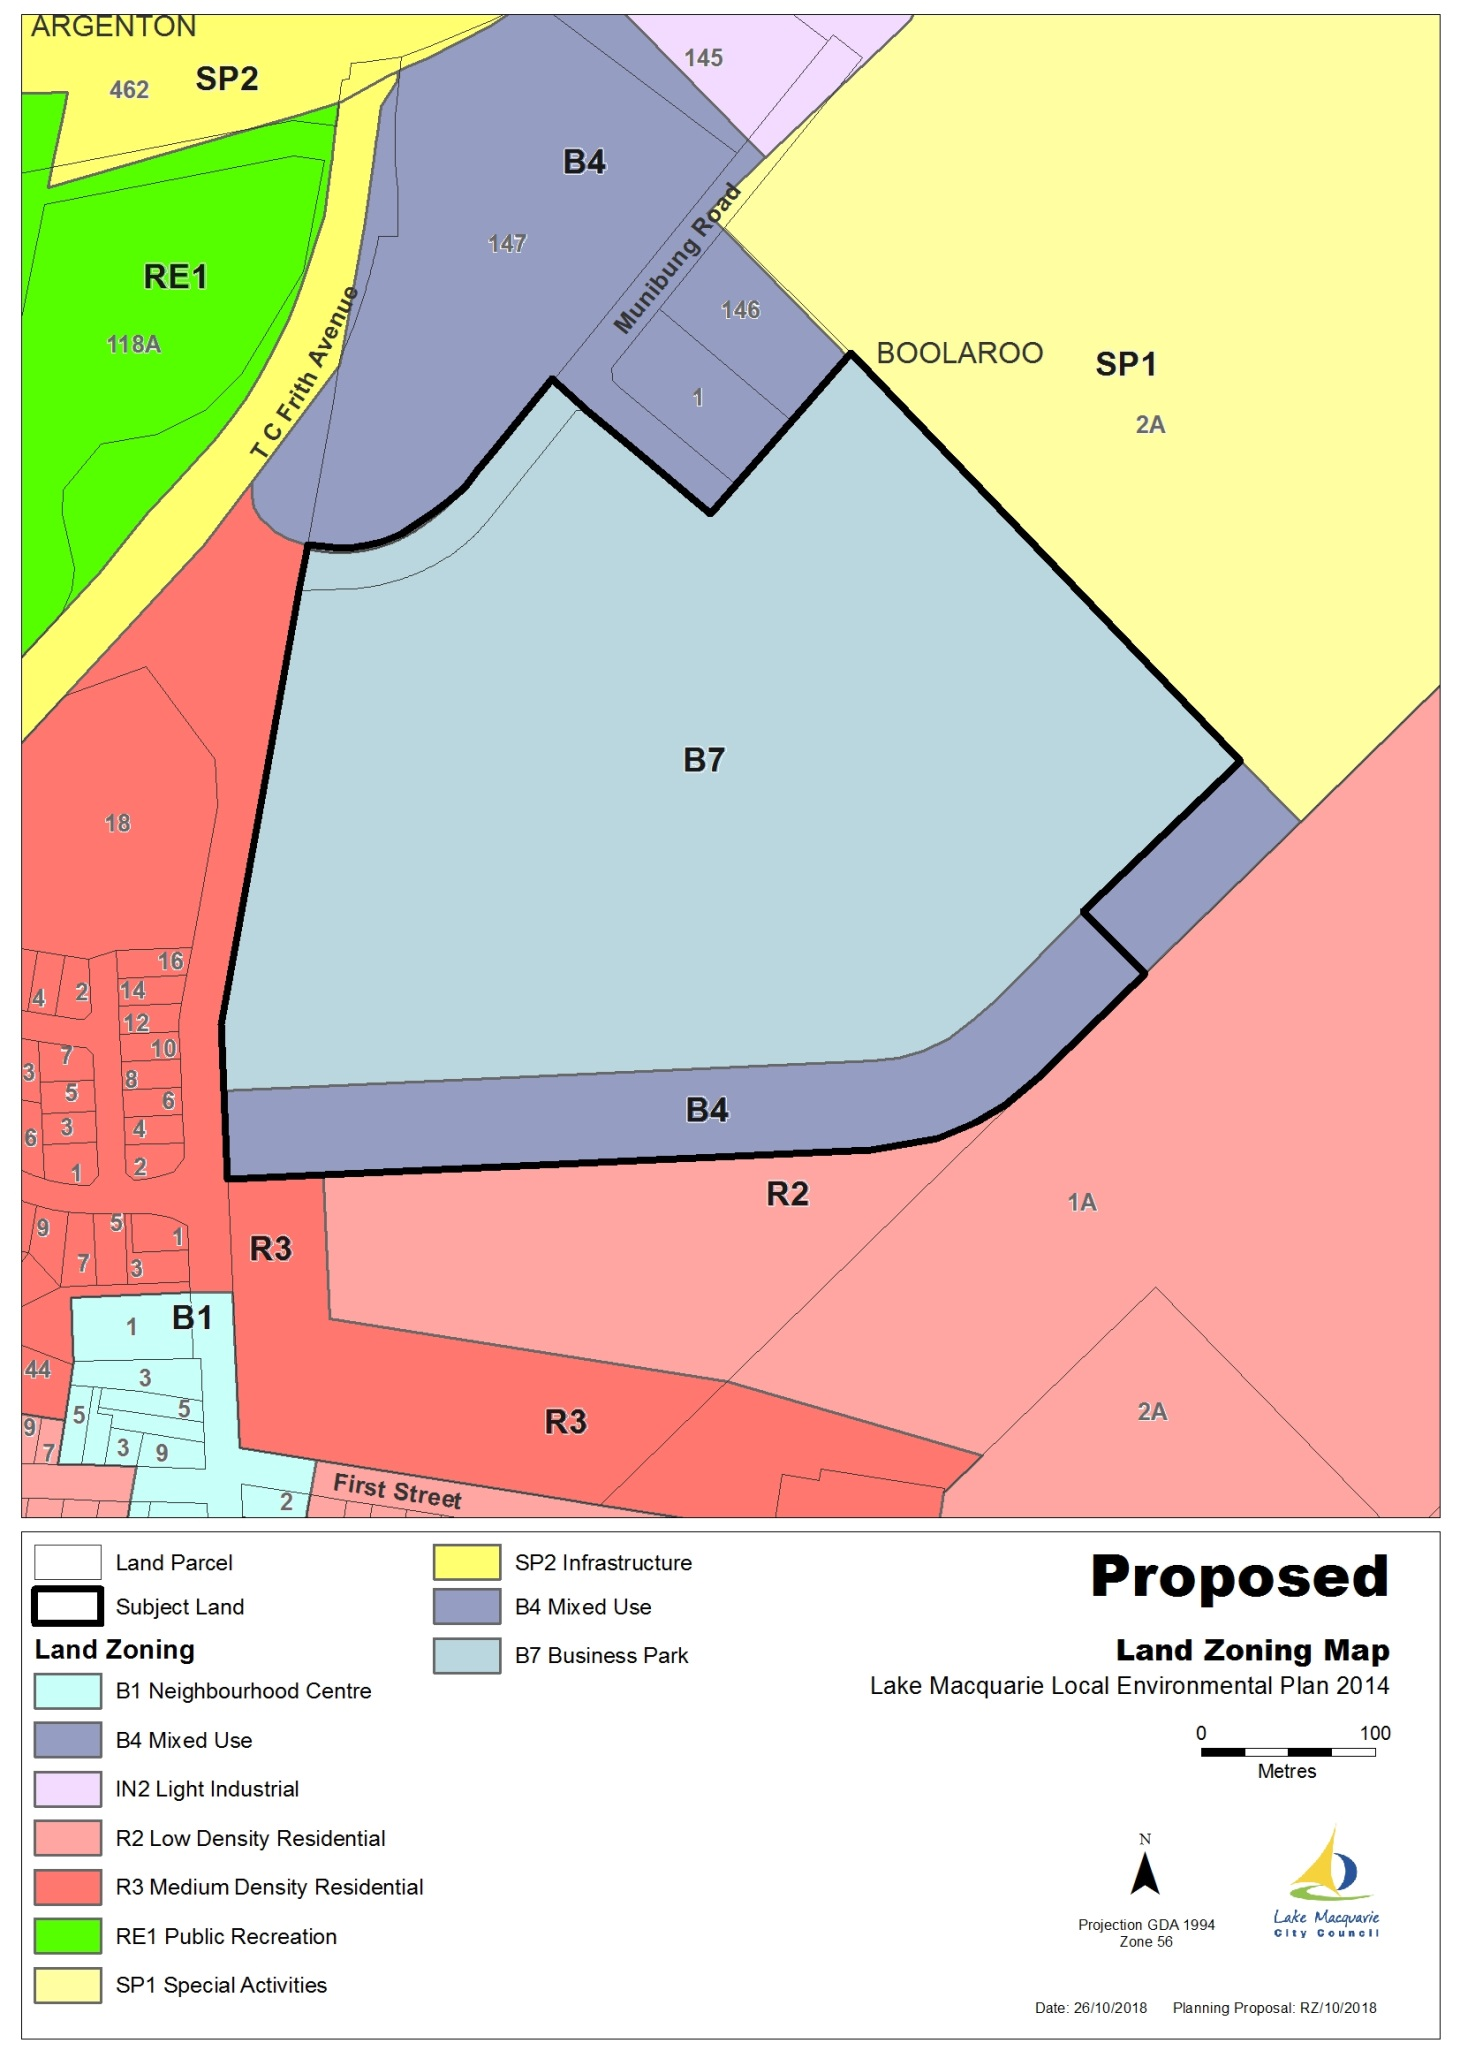 ARGENTON
SP2
462
145
B4
147
Munibung Road
RE1
118A
T C Frith Avenue
146
1
BOOLAROO
SP1
2A
B7
18
16
4
2
14
12
7
10
3
8
5
6
3
4
6
1
2
B4
R2
1A
9
5
1
7
3
R3
B1
1
44
3
5
5
9
7
3
9
R3
2A
First Street
2
Land Parcel
Subject Land
Land Zoning
B1 Neighbourhood Centre
B4 Mixed Use
IN2 Light Industrial
R2 Low Density Residential
R3 Medium Density Residential
RE1 Public Recreation
SP1 Special Activities
SP2 Infrastructure
B4 Mixed Use
B7 Business Park
Proposed
Land Zoning Map
Lake Macquarie Local Environmental Plan 2014
0 100
Metres
N
Projection GDA 1994
Zone 56
Lake Macquarie
City Council
Date: 26/10/2018 Planning Proposal: RZ/10/2018